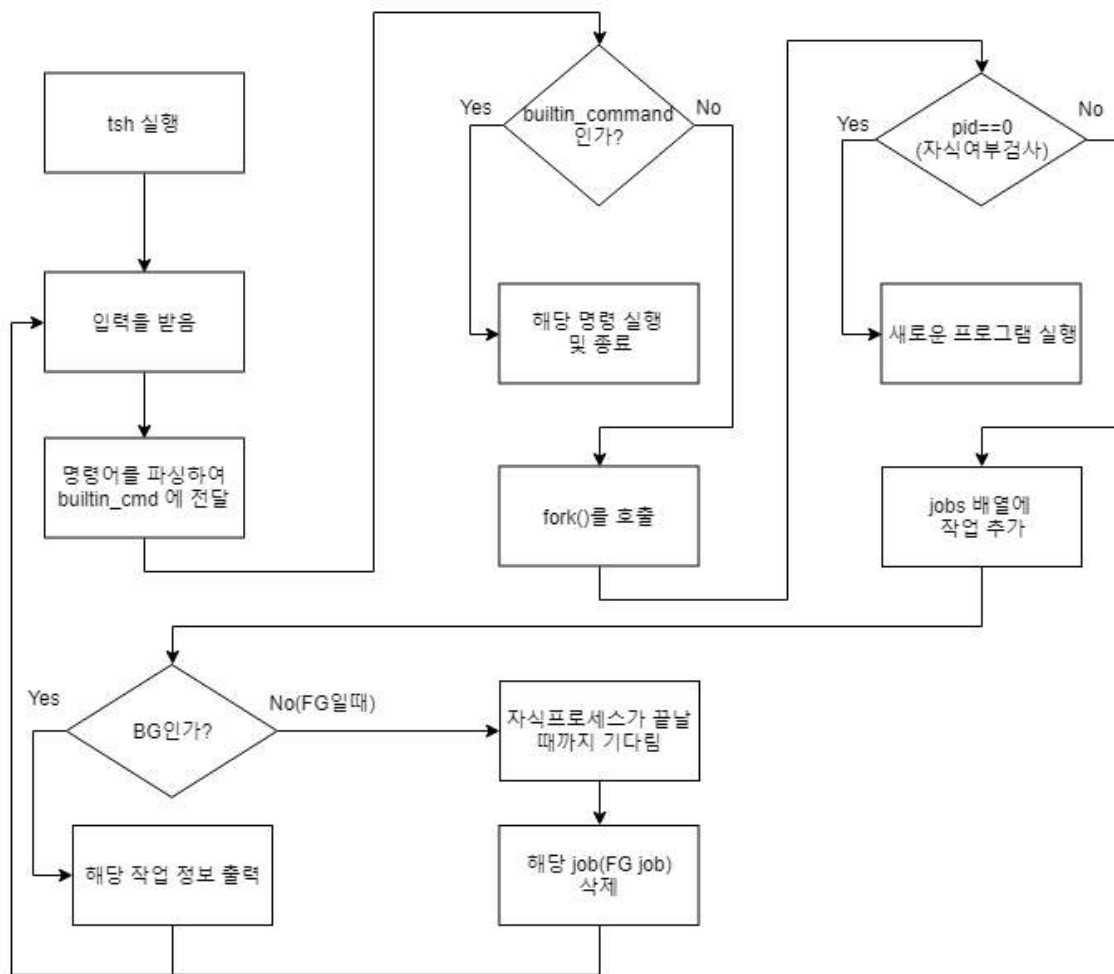 tsh 실행
입력을 받음
명령어를 파싱하여
builtin_cmd 에 전달
builtin_command
인가?
Yes
No
해당 명령 실행
및 종료
fork()를 호출
pid==0
(자식여부검사)
Yes
No
새로운 프로그램 실행
jobs 배열에
작업 추가
BG인가?
Yes
No(FG일때)
해당 작업 정보 출력
자식프로세스가 끝날
때까지 기다림
해당 job(FG job)
삭제